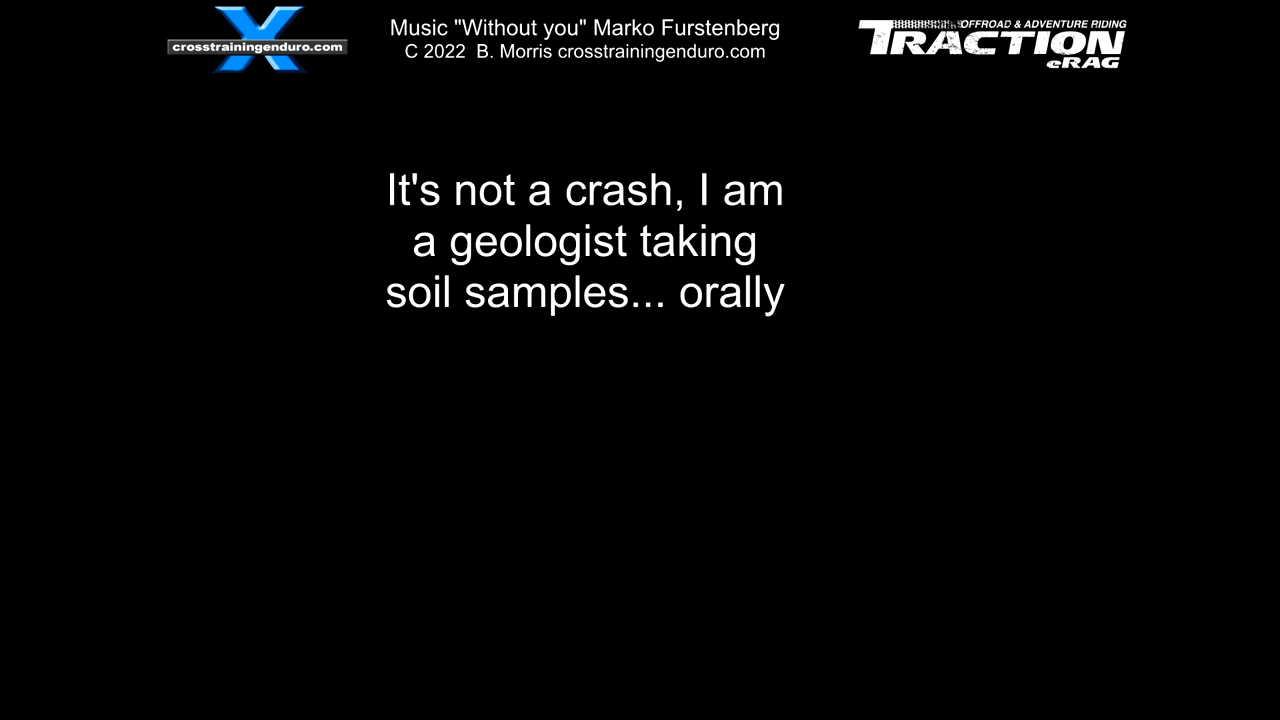 crosstrainingenduro.com
Music "Without you" Marko Furstenberg
C 2022  B. Morris crosstrainingenduro.com
OFFROAD & ADVENTURE RIDING
TRACTION
eRAG
It's not a crash, I am
a geologist taking
soil samples... orally